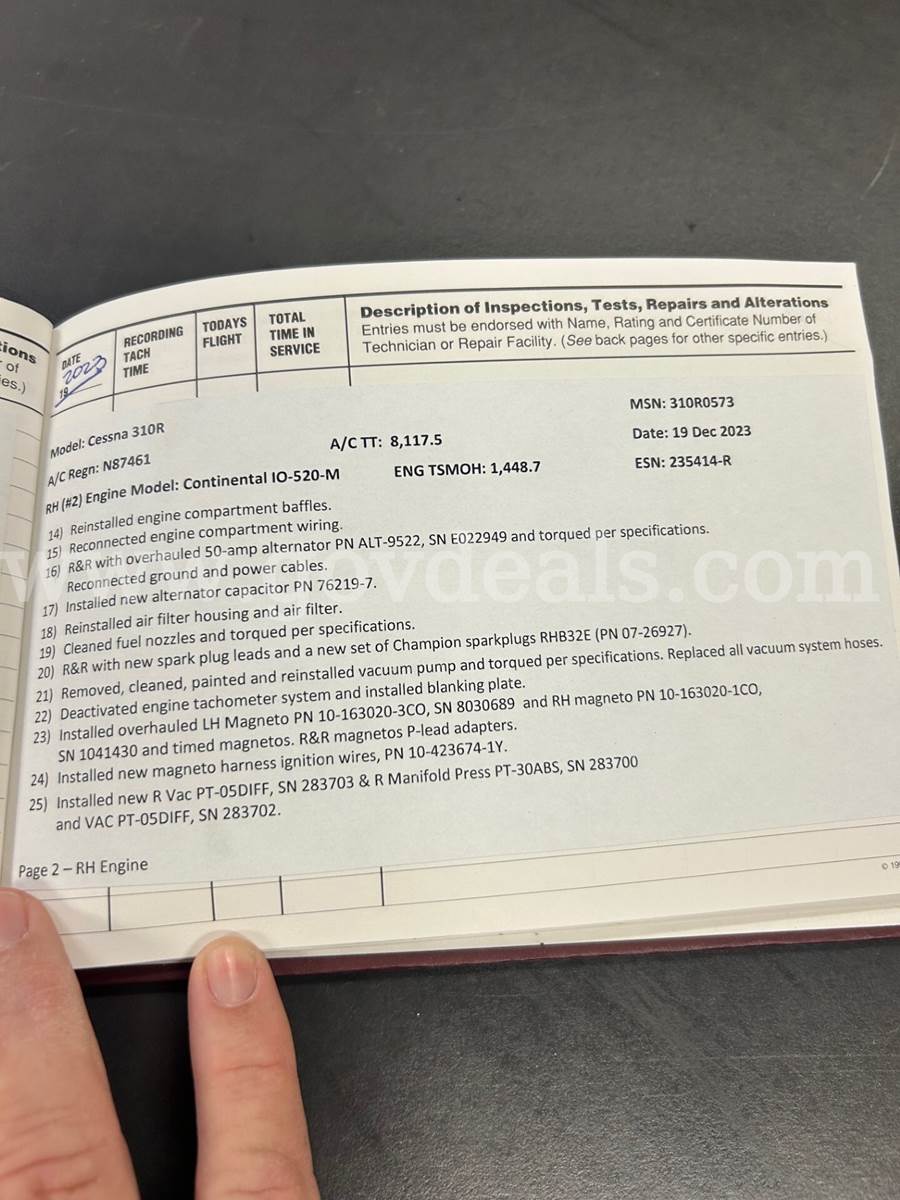 tions
of
ies.)
DATE
2023
19
RECORDING
TACH
TIME
TODAYS
FLIGHT
TOTAL
TIME IN
SERVICE
Description of Inspections, Tests, Repairs and Alterations
Entries must be endorsed with Name, Rating and Certificate Number of
Technician or Repair Facility. (See back pages for other specific entries.)
Model: Cessna 310R
MSN: 310R0573
A/C Regn: N87461
A/C TT: 8,117.5
Date: 19 Dec 2023
RH (#2) Engine Model: Continental IO-520-M
ENG TSMOH: 1,448.7
ESN: 235414-R
14) Reinstalled engine compartment baffles.
15) Reconnected engine compartment wiring.
16) R&R with overhauled 50-amp alternator PN ALT-9522, SN E022949 and torqued per specifications.
Reconnected ground and power cables.
17) Installed new alternator capacitor PN 76219-7.
18) Reinstalled air filter housing and air filter.
19) Cleaned fuel nozzles and torqued per specifications.
20) R&R with new spark plug leads and a new set of Champion sparkplugs RHB32E (PN 07-26927).
21) Removed, cleaned, painted and reinstalled vacuum pump and torqued per specifications. Replaced all vacuum system hoses.
22) Deactivated engine tachometer system and installed blanking plate.
23) Installed overhauled LH Magneto PN 10-163020-3CO, SN 8030689 and RH magneto PN 10-163020-1CO,
SN 1041430 and timed magnetos. R&R magnetos P-lead adapters.
24) Installed new magneto harness ignition wires, PN 10-423674-1Y.
25) Installed new R Vac PT-05DIFF, SN 283703 & R Manifold Press PT-30ABS, SN 283700
and VAC PT-05DIFF, SN 283702.
Page 2 – RH Engine
© 19